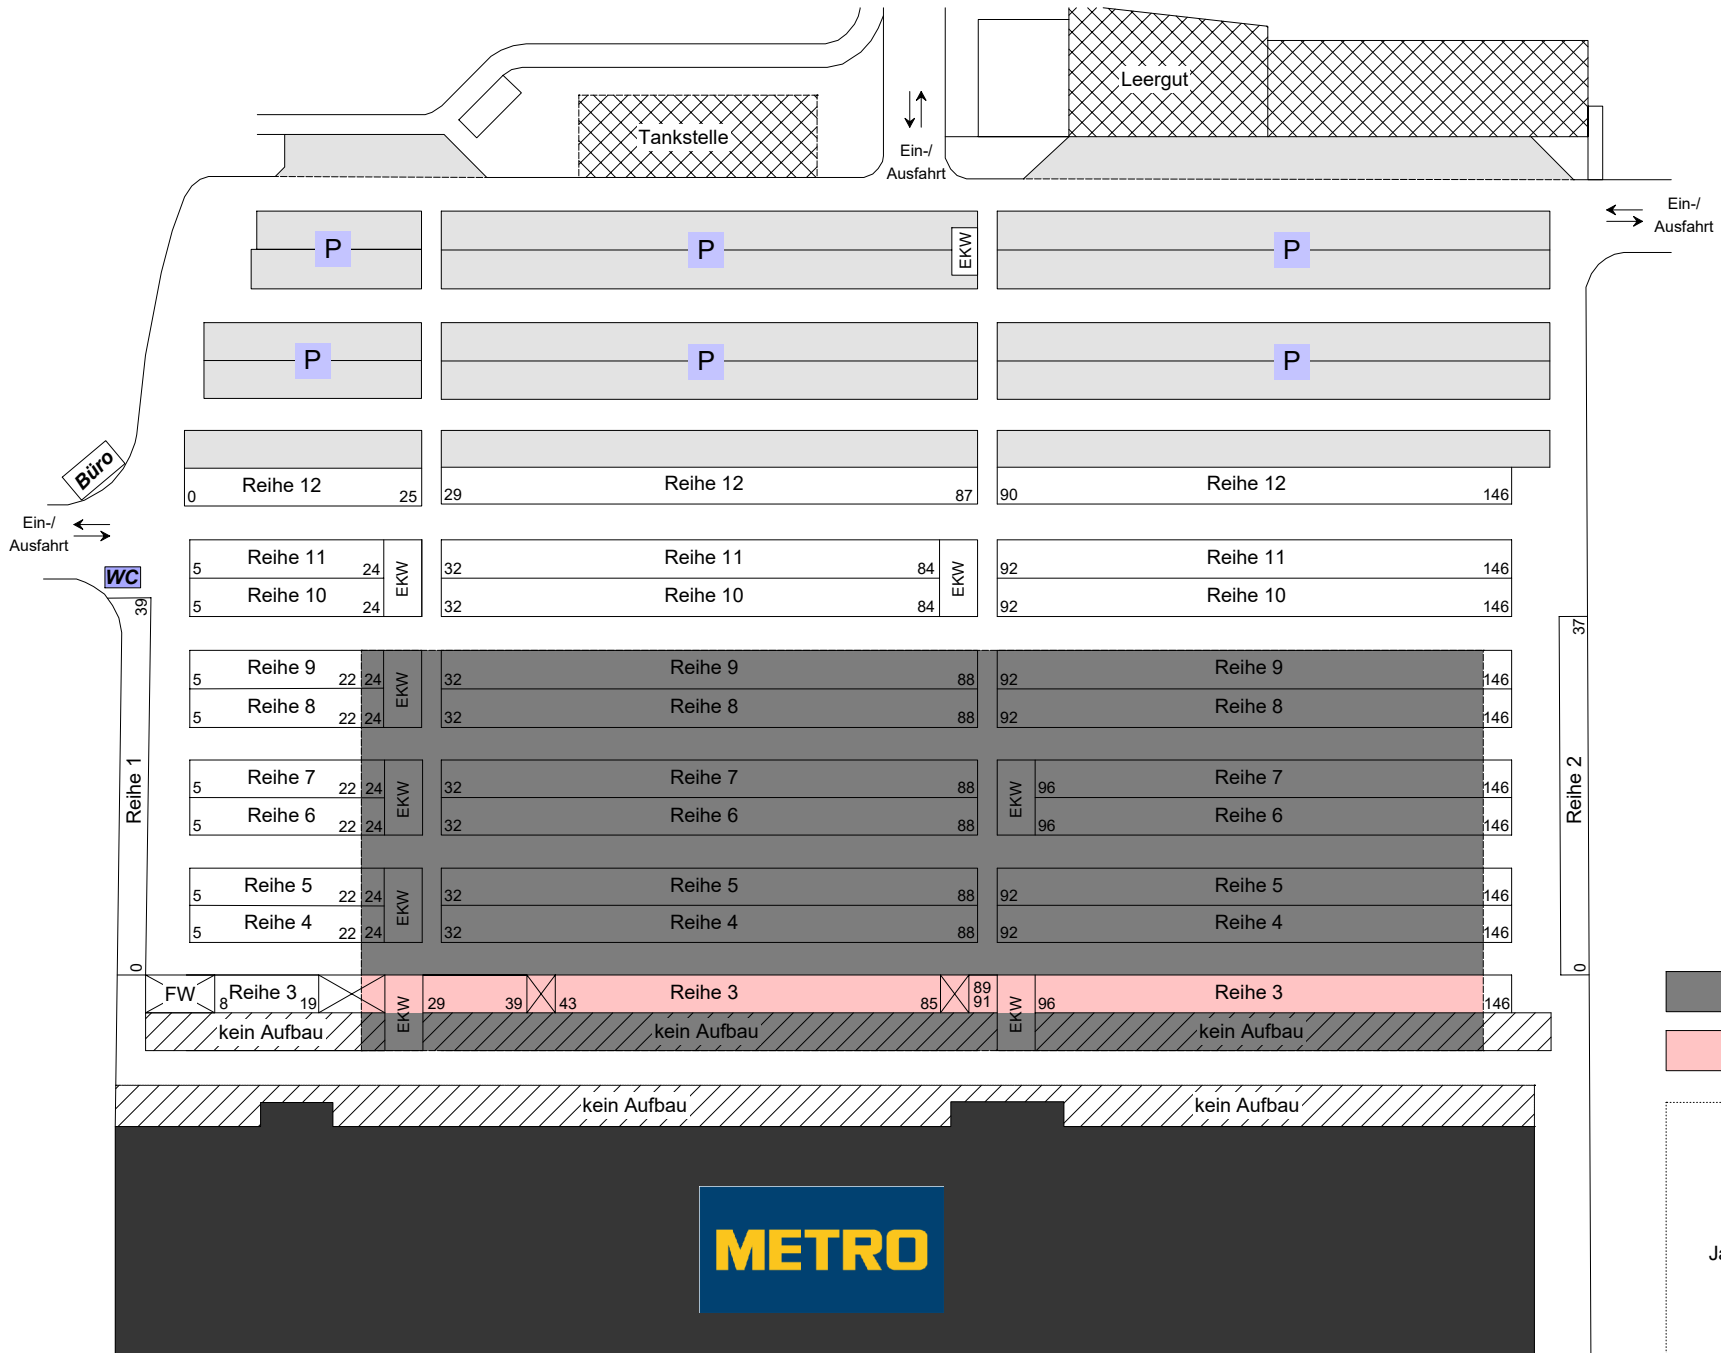 Leergut
Tankstelle
Ein-/
Ausfahrt
Ein-/
Ausfahrt
P
P
EKW
P
P
P
P
Büro
Reihe 12
0
25
Reihe 12
29
87
Reihe 12
90
146
Ein-/
Ausfahrt
WC
Reihe 11
5
24
EKW
Reihe 11
32
84
EKW
Reihe 11
92
146
Reihe 10
5
24
Reihe 10
32
84
Reihe 10
92
146
39
37
Reihe 9
5
22
24
EKW
Reihe 9
32
88
Reihe 9
92
146
Reihe 8
5
22
24
Reihe 8
32
88
Reihe 8
92
146
Reihe 1
Reihe 2
Reihe 7
5
22
24
EKW
Reihe 7
32
88
EKW
Reihe 7
96
146
Reihe 6
5
22
24
Reihe 6
32
88
Reihe 6
96
146
Reihe 5
5
22
24
EKW
Reihe 5
32
88
Reihe 5
92
146
Reihe 4
5
22
24
Reihe 4
32
88
Reihe 4
92
146
0
0
FW
8
Reihe 3
19
EKW
29
39
43
Reihe 3
85
89
91
EKW
96
Reihe 3
146
kein Aufbau
kein Aufbau
kein Aufbau
kein Aufbau
kein Aufbau
METRO